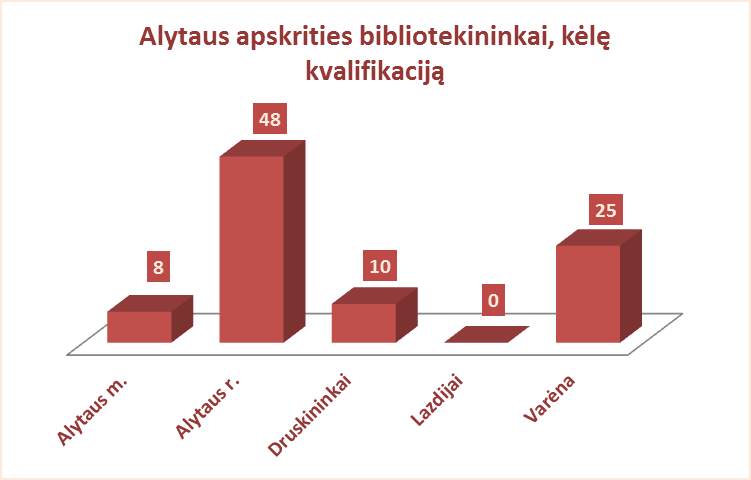 Alytaus apskrities bibliotekininkai, kėlę
kvalifikaciją
48
25
8
10
0
Alytaus m.
Alytaus r.
Druskininkai
Lazdijai
Varėna